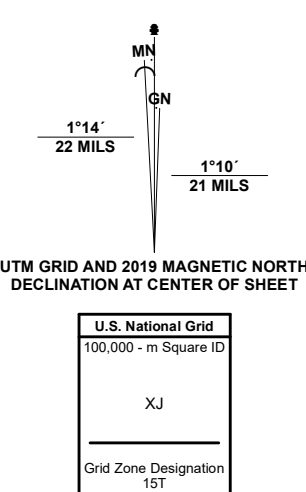 MN
GN
1°14´
22 MILS
1°10´
21 MILS
UTM GRID AND 2019 MAGNETIC NORTH
DECLINATION AT CENTER OF SHEET
U.S. National Grid
100,000 - m Square ID
XJ
Grid Zone Designation
15T